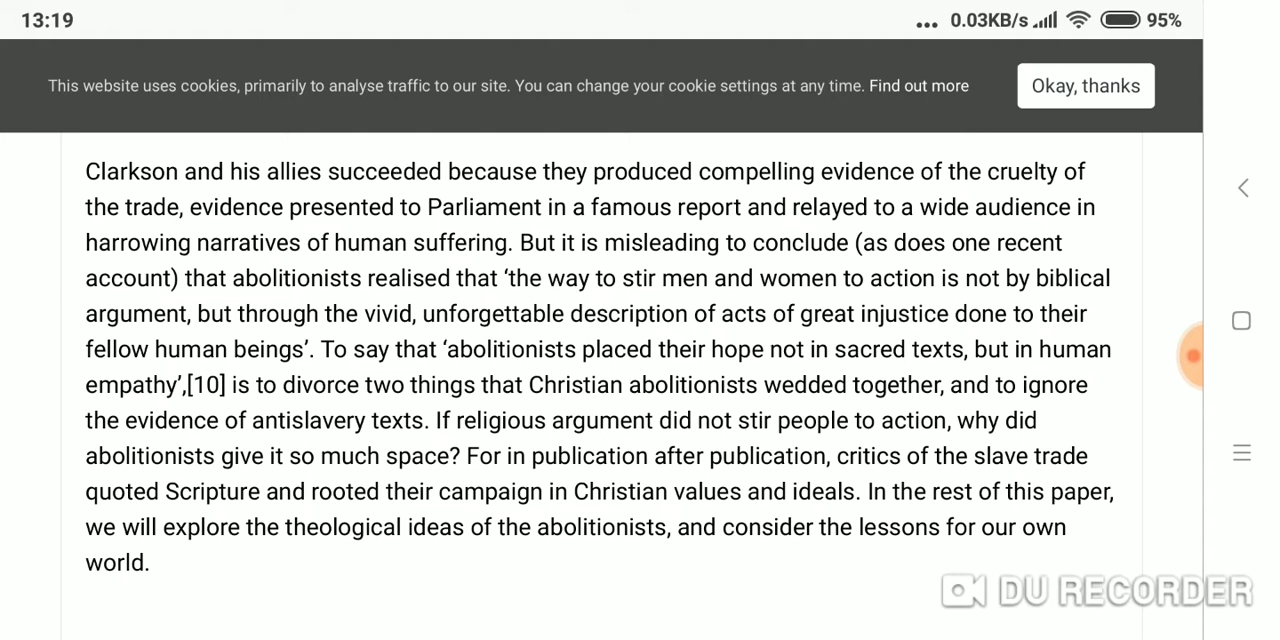 13:19 ... 0.03KB/s 95%
This website uses cookies, primarily to analyse traffic to our site. You can change your cookie settings at any time. Find out more
Okay, thanks
Clarkson and his allies succeeded because they produced compelling evidence of the cruelty of
the trade, evidence presented to Parliament in a famous report and relayed to a wide audience in
harrowing narratives of human suffering. But it is misleading to conclude (as does one recent
account) that abolitionists realised that ‘the way to stir men and women to action is not by biblical
argument, but through the vivid, unforgettable description of acts of great injustice done to their
fellow human beings’. To say that ‘abolitionists placed their hope not in sacred texts, but in human
empathy’,[10] is to divorce two things that Christian abolitionists wedded together, and to ignore
the evidence of antislavery texts. If religious argument did not stir people to action, why did
abolitionists give it so much space? For in publication after publication, critics of the slave trade
quoted Scripture and rooted their campaign in Christian values and ideals. In the rest of this paper,
we will explore the theological ideas of the abolitionists, and consider the lessons for our own
world.
DU RECORDER